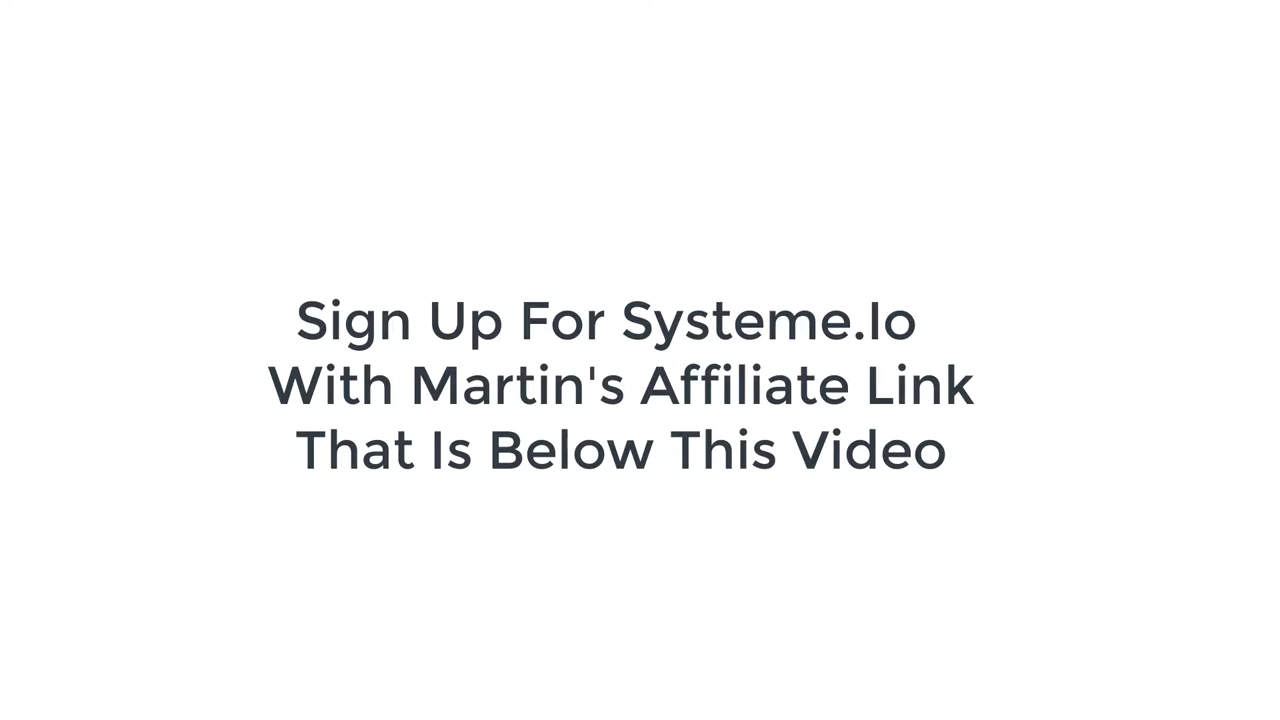 Sign Up For Systeme.Io
With Martin's Affiliate Link
That Is Below This Video